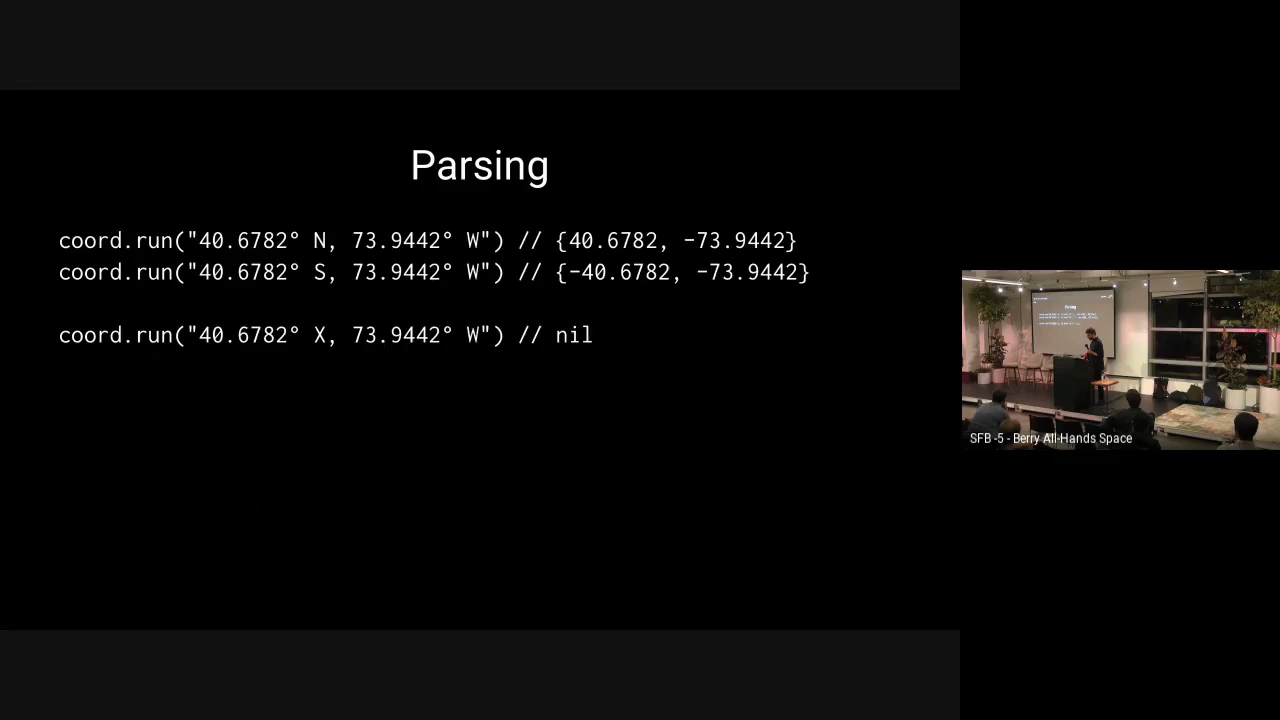 Parsing
coord.run("40.6782° N, 73.9442° W") // {40.6782, -73.9442}
coord.run("40.6782° S, 73.9442° W") // {-40.6782, -73.9442}
coord.run("40.6782° X, 73.9442° W") // nil
SFB -5 - Berry All-Hands Space